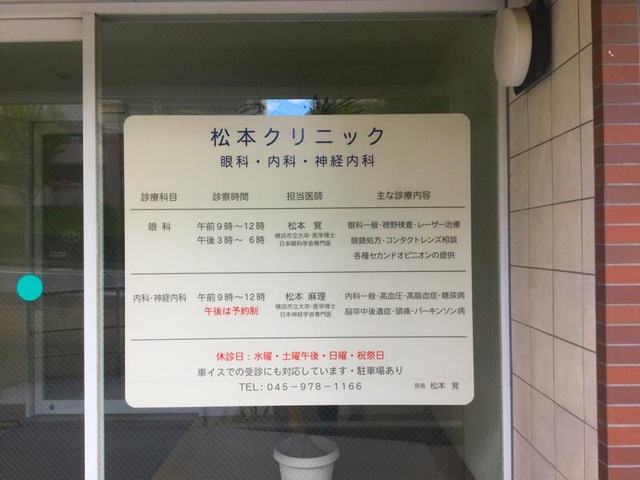 松本クリニック
眼科・内科・神経内科
診療科目 診察時間 担当医師 主な診療内容
眼科 午前9時～12時 松本 覚 眼科一般・視野検査・レーザー治療
午後3時～6時 横浜市立大卒・医学博士 眼鏡処方・コンタクトレンズ相談
日本眼科学会専門医 各種セカンドオピニオンの提供
内科・神経内科 午前9時～12時 松本 麻理 内科一般・高血圧・高脂血症・糖尿病
午後は予約制 横浜市立大卒・医学博士 脳卒中後遺症・頭痛・パーキンソン病
日本神経学会専門医
休診日：水曜・土曜午後・日曜・祝祭日
車イスでの受診にも対応しています・駐車場あり
TEL：045－978－1166 院長 松本 覚